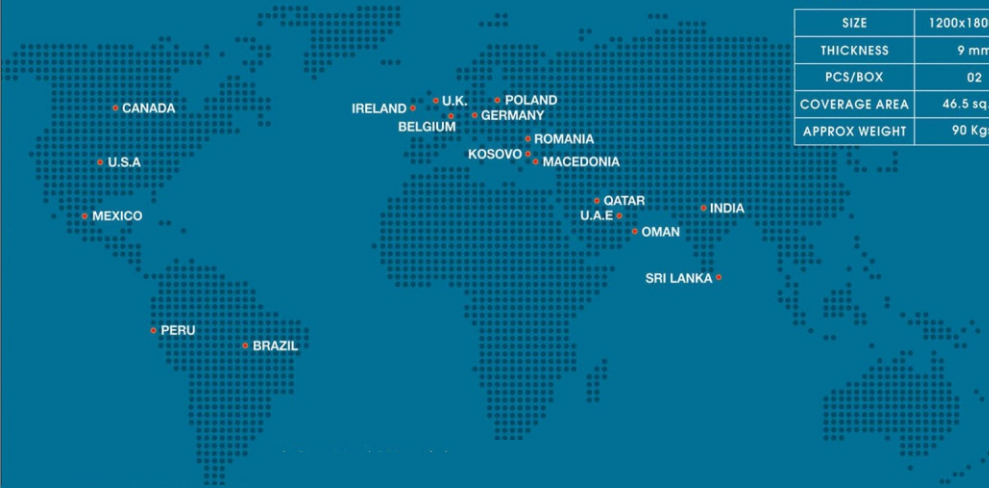 SIZE 1200x180
THICKNESS 9 mm
PCS/BOX 02
COVERAGE AREA 46.5 sq.
APPROX WEIGHT 90 Kgs
CANADA
IRELAND
U.K.
POLAND
BELGIUM
GERMANY
ROMANIA
KOSOVO
MACEDONIA
U.S.A
MEXICO
QATAR
U.A.E
INDIA
OMAN
SRI LANKA
PERU
BRAZIL